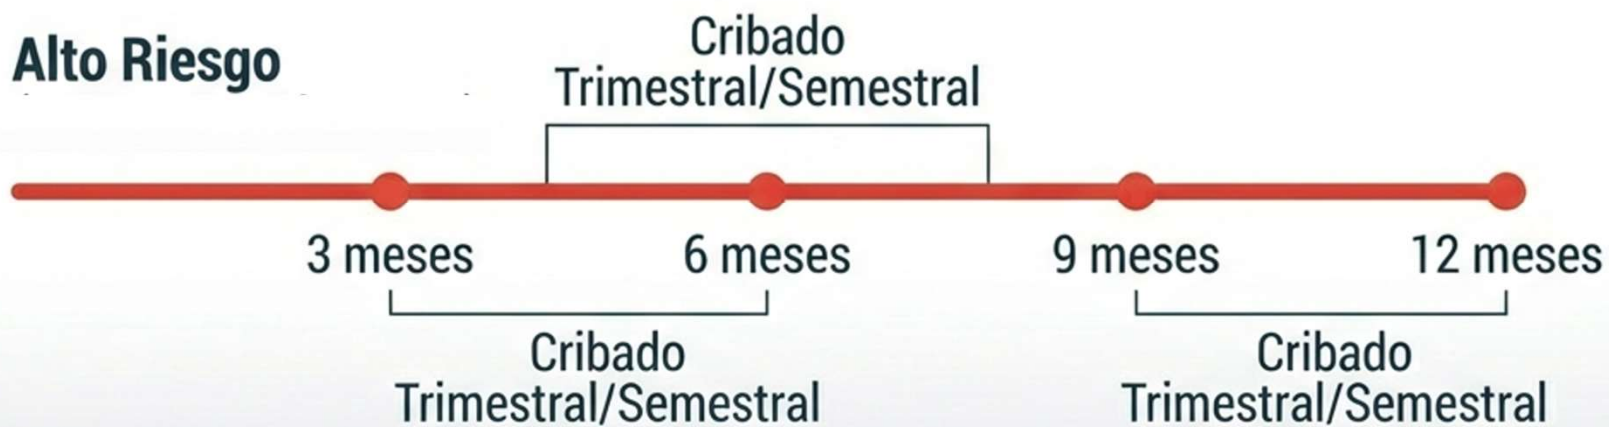 Alto Riesgo
Cribado
Trimestral/Semestral
3 meses
6 meses
9 meses
12 meses
Cribado
Trimestral/Semestral
Cribado
Trimestral/Semestral